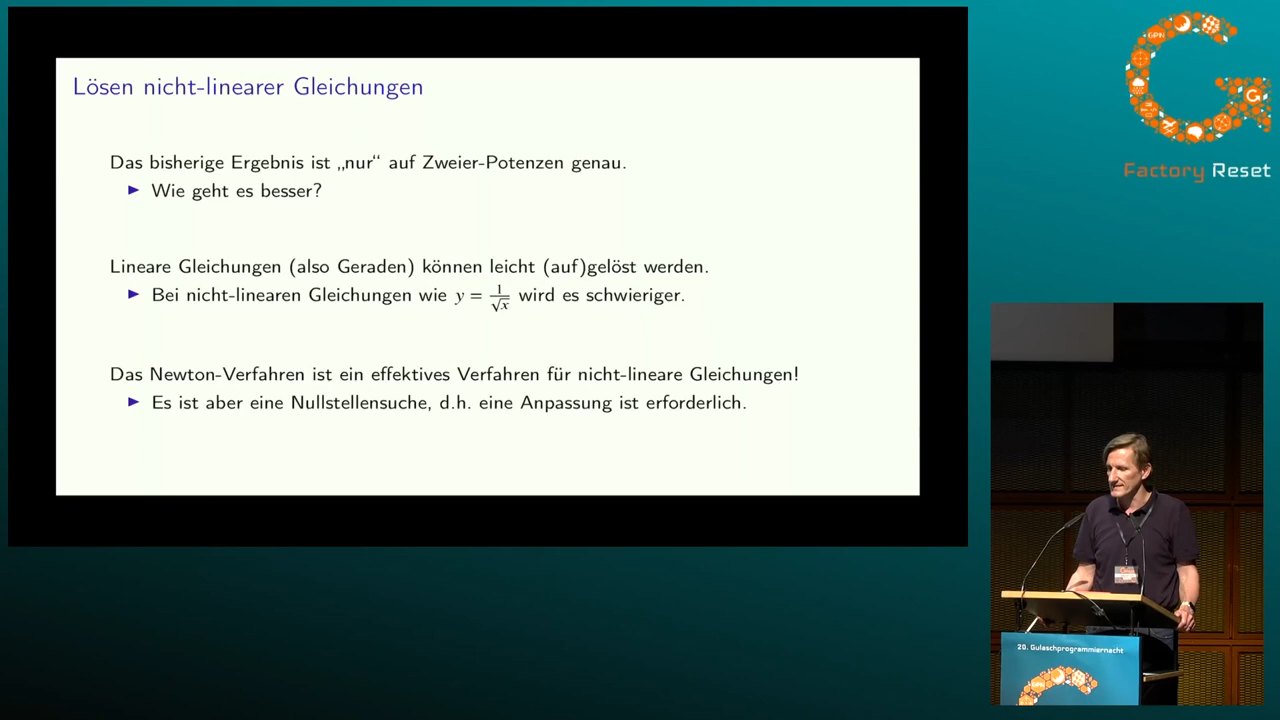 Lösen nicht-linearer Gleichungen
Das bisherige Ergebnis ist „nur“ auf Zweier-Potenzen genau.
▶ Wie geht es besser?
Lineare Gleichungen (also Geraden) können leicht (auf)gelöst werden.
▶ Bei nicht-linearen Gleichungen wie y = 1/√x wird es schwieriger.
Das Newton-Verfahren ist ein effektives Verfahren für nicht-lineare Gleichungen!
▶ Es ist aber eine Nullstellensuche, d.h. eine Anpassung ist erforderlich.
GPN
Factory Reset
20. Gulaschprogrammiernacht